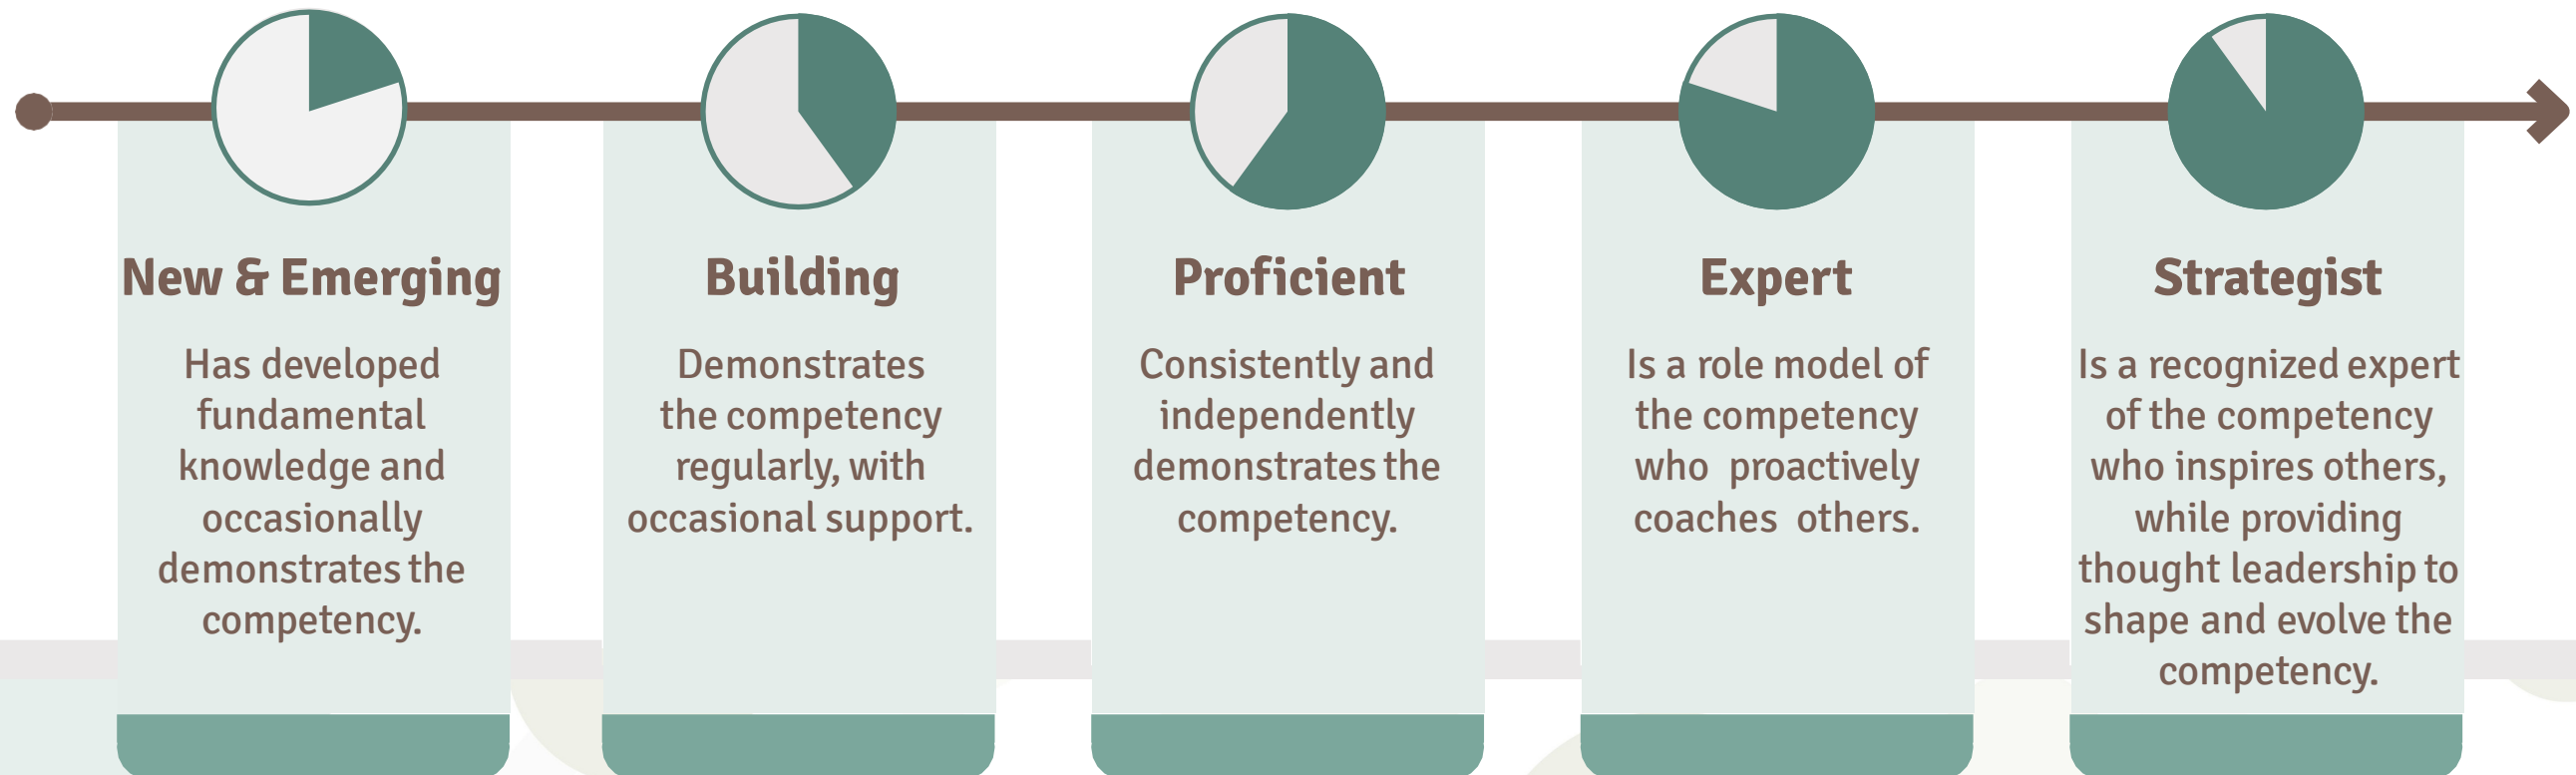 New & Emerging
Has developed
fundamental
knowledge and
occasionally
demonstrates the
competency.
Building
Demonstrates
the competency
regularly, with
occasional support.
Proficient
Consistently and
independently
demonstrates the
competency.
Expert
Is a role model of
the competency
who proactively
coaches others.
Strategist
Is a recognized expert
of the competency
who inspires others,
while providing
thought leadership to
shape and evolve the
competency.